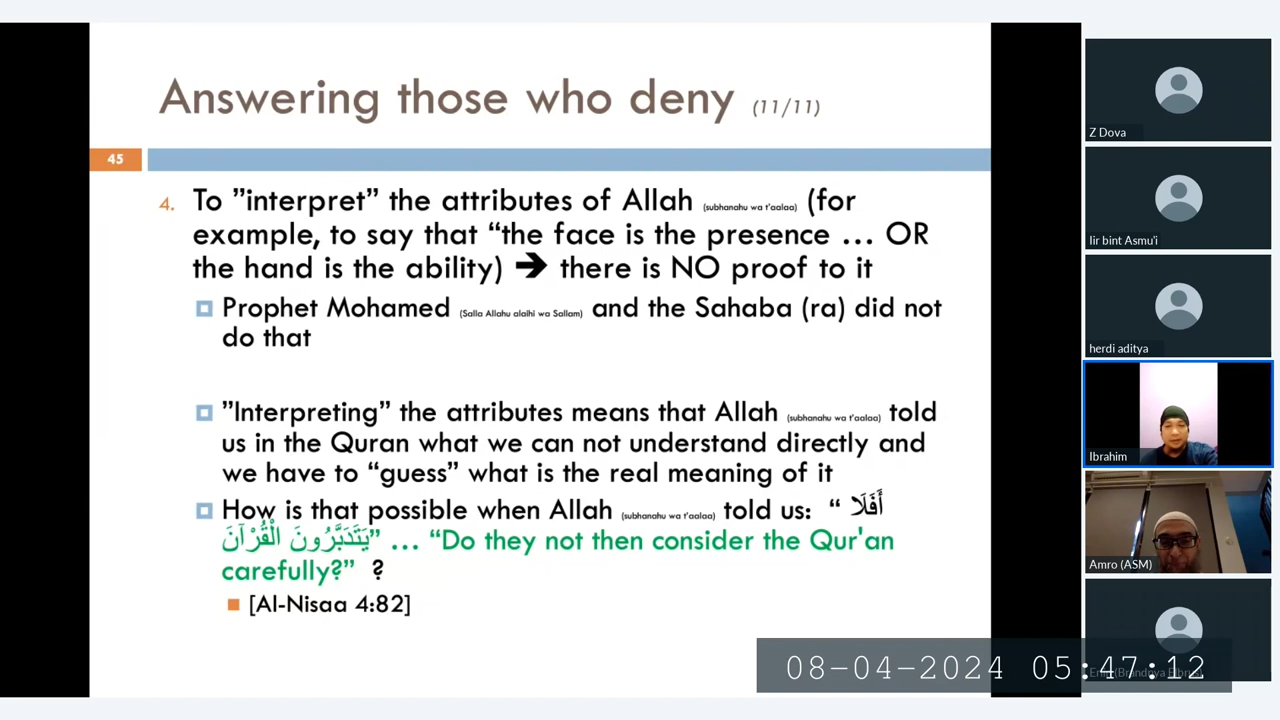 Answering those who deny (11/11)
45
4. To ”interpret” the attributes of Allah (subhanahu wa t'aalaa) (for
example, to say that “the face is the presence ... OR
the hand is the ability) ➔ there is NO proof to it
Prophet Mohamed (Salla Allahu alaihi wa Sallam) and the Sahaba (ra) did not
do that
”Interpreting” the attributes means that Allah (subhanahu wa t'aalaa) told
us in the Quran what we can not understand directly and
we have to “guess” what is the real meaning of it
How is that possible when Allah (subhanahu wa t'aalaa) told us: “ أَفَلَا
يَتَدَبَّرُونَ الْقُرْآنَ” ... “Do they not then consider the Qur'an
carefully?” ?
[Al-Nisaa 4:82]
Z Dova
Iir bint Asmu'i
herdi aditya
Ibrahim
Amro (ASM)
08-04-2024 05:47:12